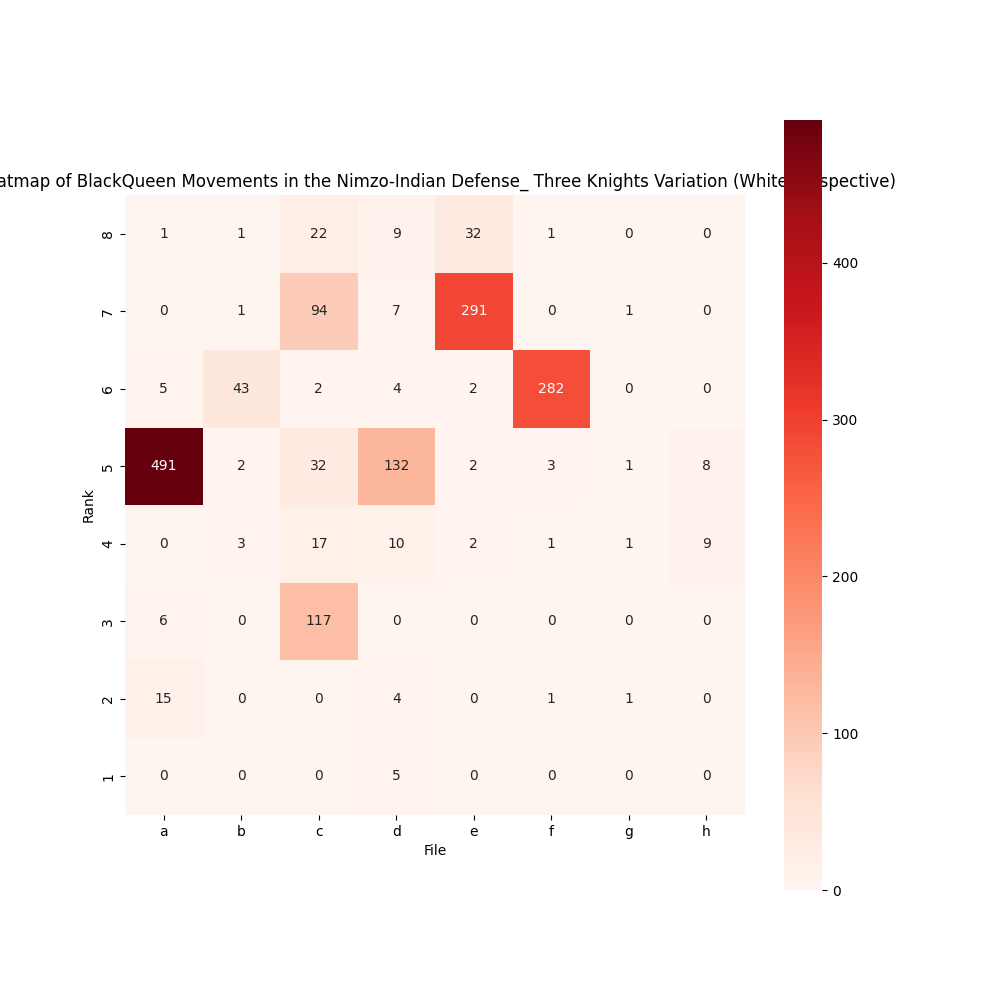 atmap of BlackQueen Movements in the Nimzo-Indian Defense_ Three Knights Variation (White spective)
8 1 1 22 9 32 1 0 0
7 0 1 94 7 291 0 1 0
6 5 43 2 4 2 282 0 0
5 491 2 32 132 2 3 1 8
4 0 3 17 10 2 1 1 9
3 6 0 117 0 0 0 0 0
2 15 0 0 4 0 1 1 0
1 0 0 0 5 0 0 0 0
a b c d e f g h
File
Rank
400
300
200
100
0